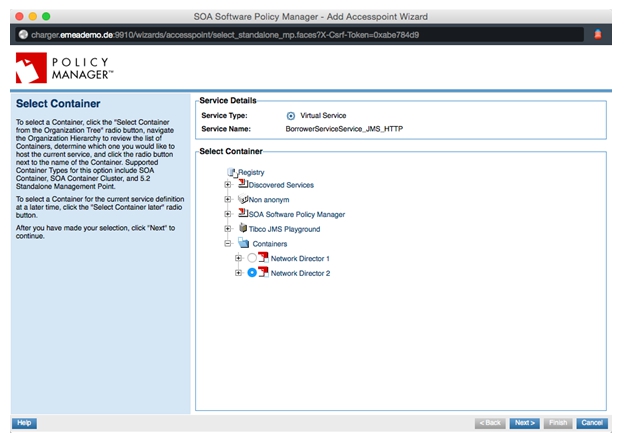 SOA Software Policy Manager - Add Accesspoint Wizard
charger.emeademo.de:9910/wizards/accesspoint/select_standalone_mp.faces?X-Csrf-Token=0xabe784d9
POLICY
MANAGER™
Select Container
To select a Container, click the "Select Container
from the Organization Tree" radio button, navigate
the Organization Hierarchy to review the list of
Containers, determine which one you would like to
host the current service, and click the radio button
next to the name of the Container. Supported
Container Types for this option include SOA
Container, SOA Container Cluster, and 5.2
Standalone Management Point.
To select a Container for the current service definition
at a later time, click the "Select Container later" radio
button.
After you have made your selection, click "Next" to
continue.
Service Details
Service Type: Virtual Service
Service Name: BorrowerServiceService_JMS_HTTP
Select Container
Registry
Discovered Services
Non anonym
SOA Software Policy Manager
Tibco JMS Playground
Containers
Network Director 1
Network Director 2
Help
< Back Next > Finish Cancel